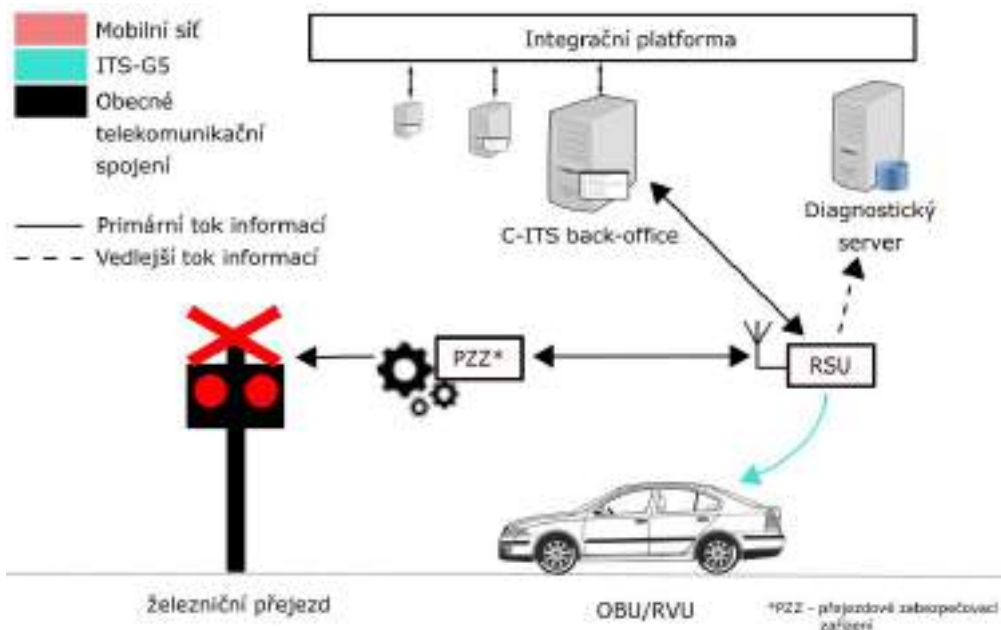 Mobilní síť
ITS-G5
Obecné
telekomunikační
spojení
Primární tok informací
Vedlejší tok informací
Integrační platforma
C-ITS back-office
Diagnostický
server
PZZ*
RSU
železniční přejezd
OBU/RVU
*PZZ - přejezdové zabezpečovací
zařízení